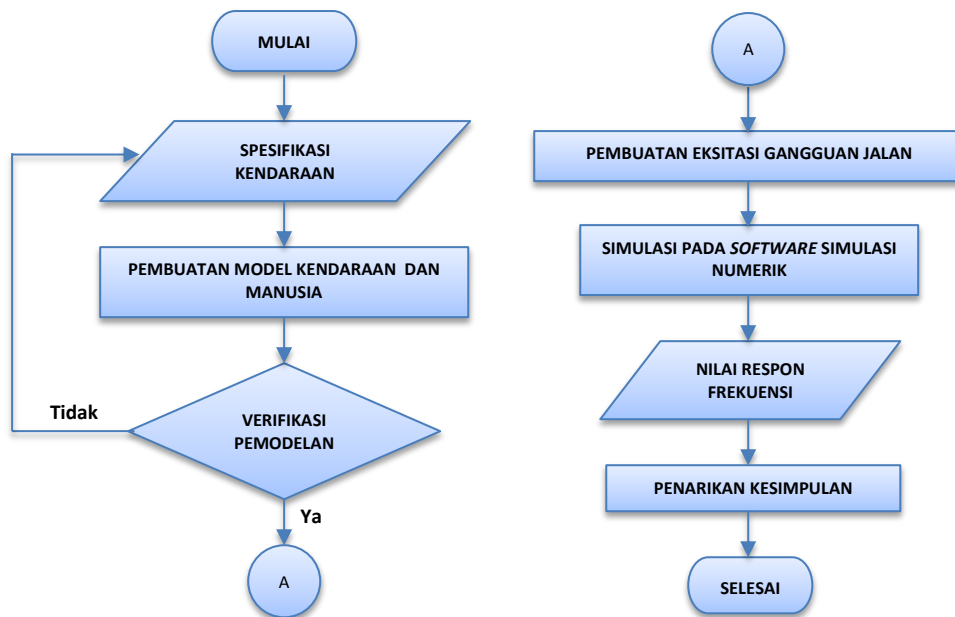 MULAI
SPESIFIKASI
KENDARAAN
PEMBUATAN MODEL KENDARAAN DAN
MANUSIA
Tidak
VERIFIKASI
PEMODELAN
Ya
A
A
PEMBUATAN EKSITASI GANGGUAN JALAN
SIMULASI PADA SOFTWARE SIMULASI
NUMERIK
NILAI RESPON
FREKUENSI
PENARIKAN KESIMPULAN
SELESAI